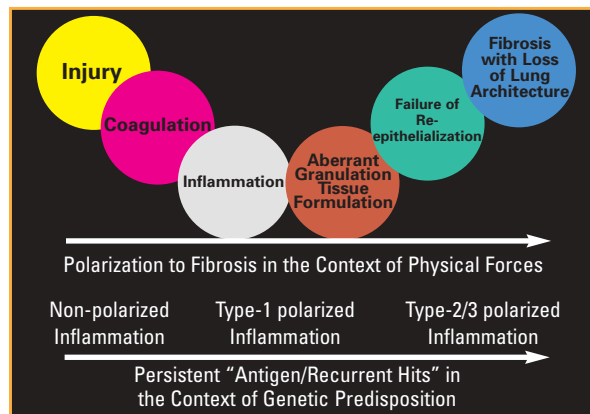 Injury
Coagulation
Inflammation
Aberrant
Granulation
Tissue
Formulation
Failure of
Re-
epithelialization
Fibrosis
with Loss
of Lung
Architecture
Polarization to Fibrosis in the Context of Physical Forces
Non-polarized
Inflammation
Type-1 polarized
Inflammation
Type-2/3 polarized
Inflammation
Persistent “Antigen/Recurrent Hits” in
the Context of Genetic Predisposition